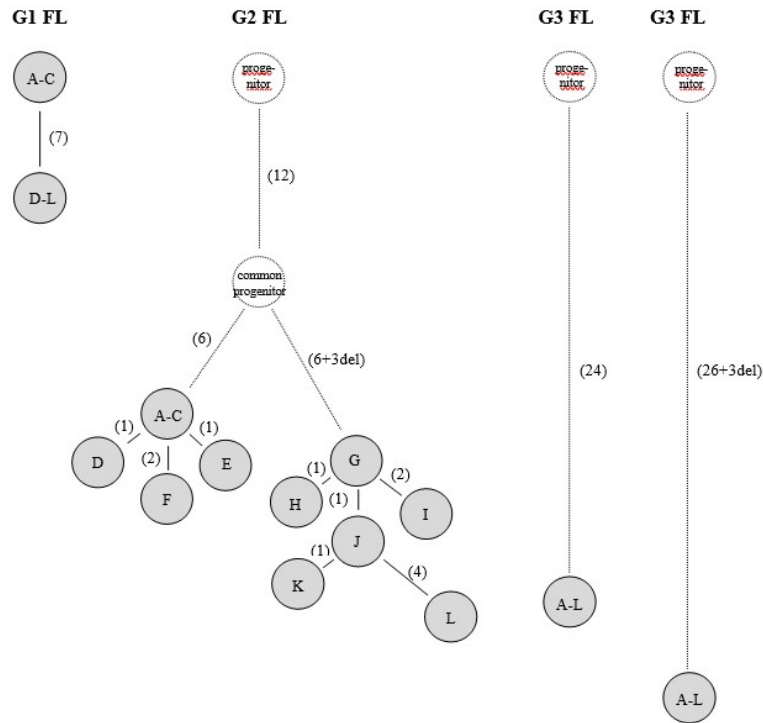 G1 FL
G2 FL
G3 FL
G3 FL
A-C
(7)
D-L
proge-
nitor
(12)
common
progenitor
(6)
(6+3del)
A-C
(1)
(1)
(2)
D
E
F
G
(1)
(2)
(1)
H
I
J
(1)
(4)
K
L
proge-
nitor
(24)
A-L
proge-
nitor
(26+3del)
A-L